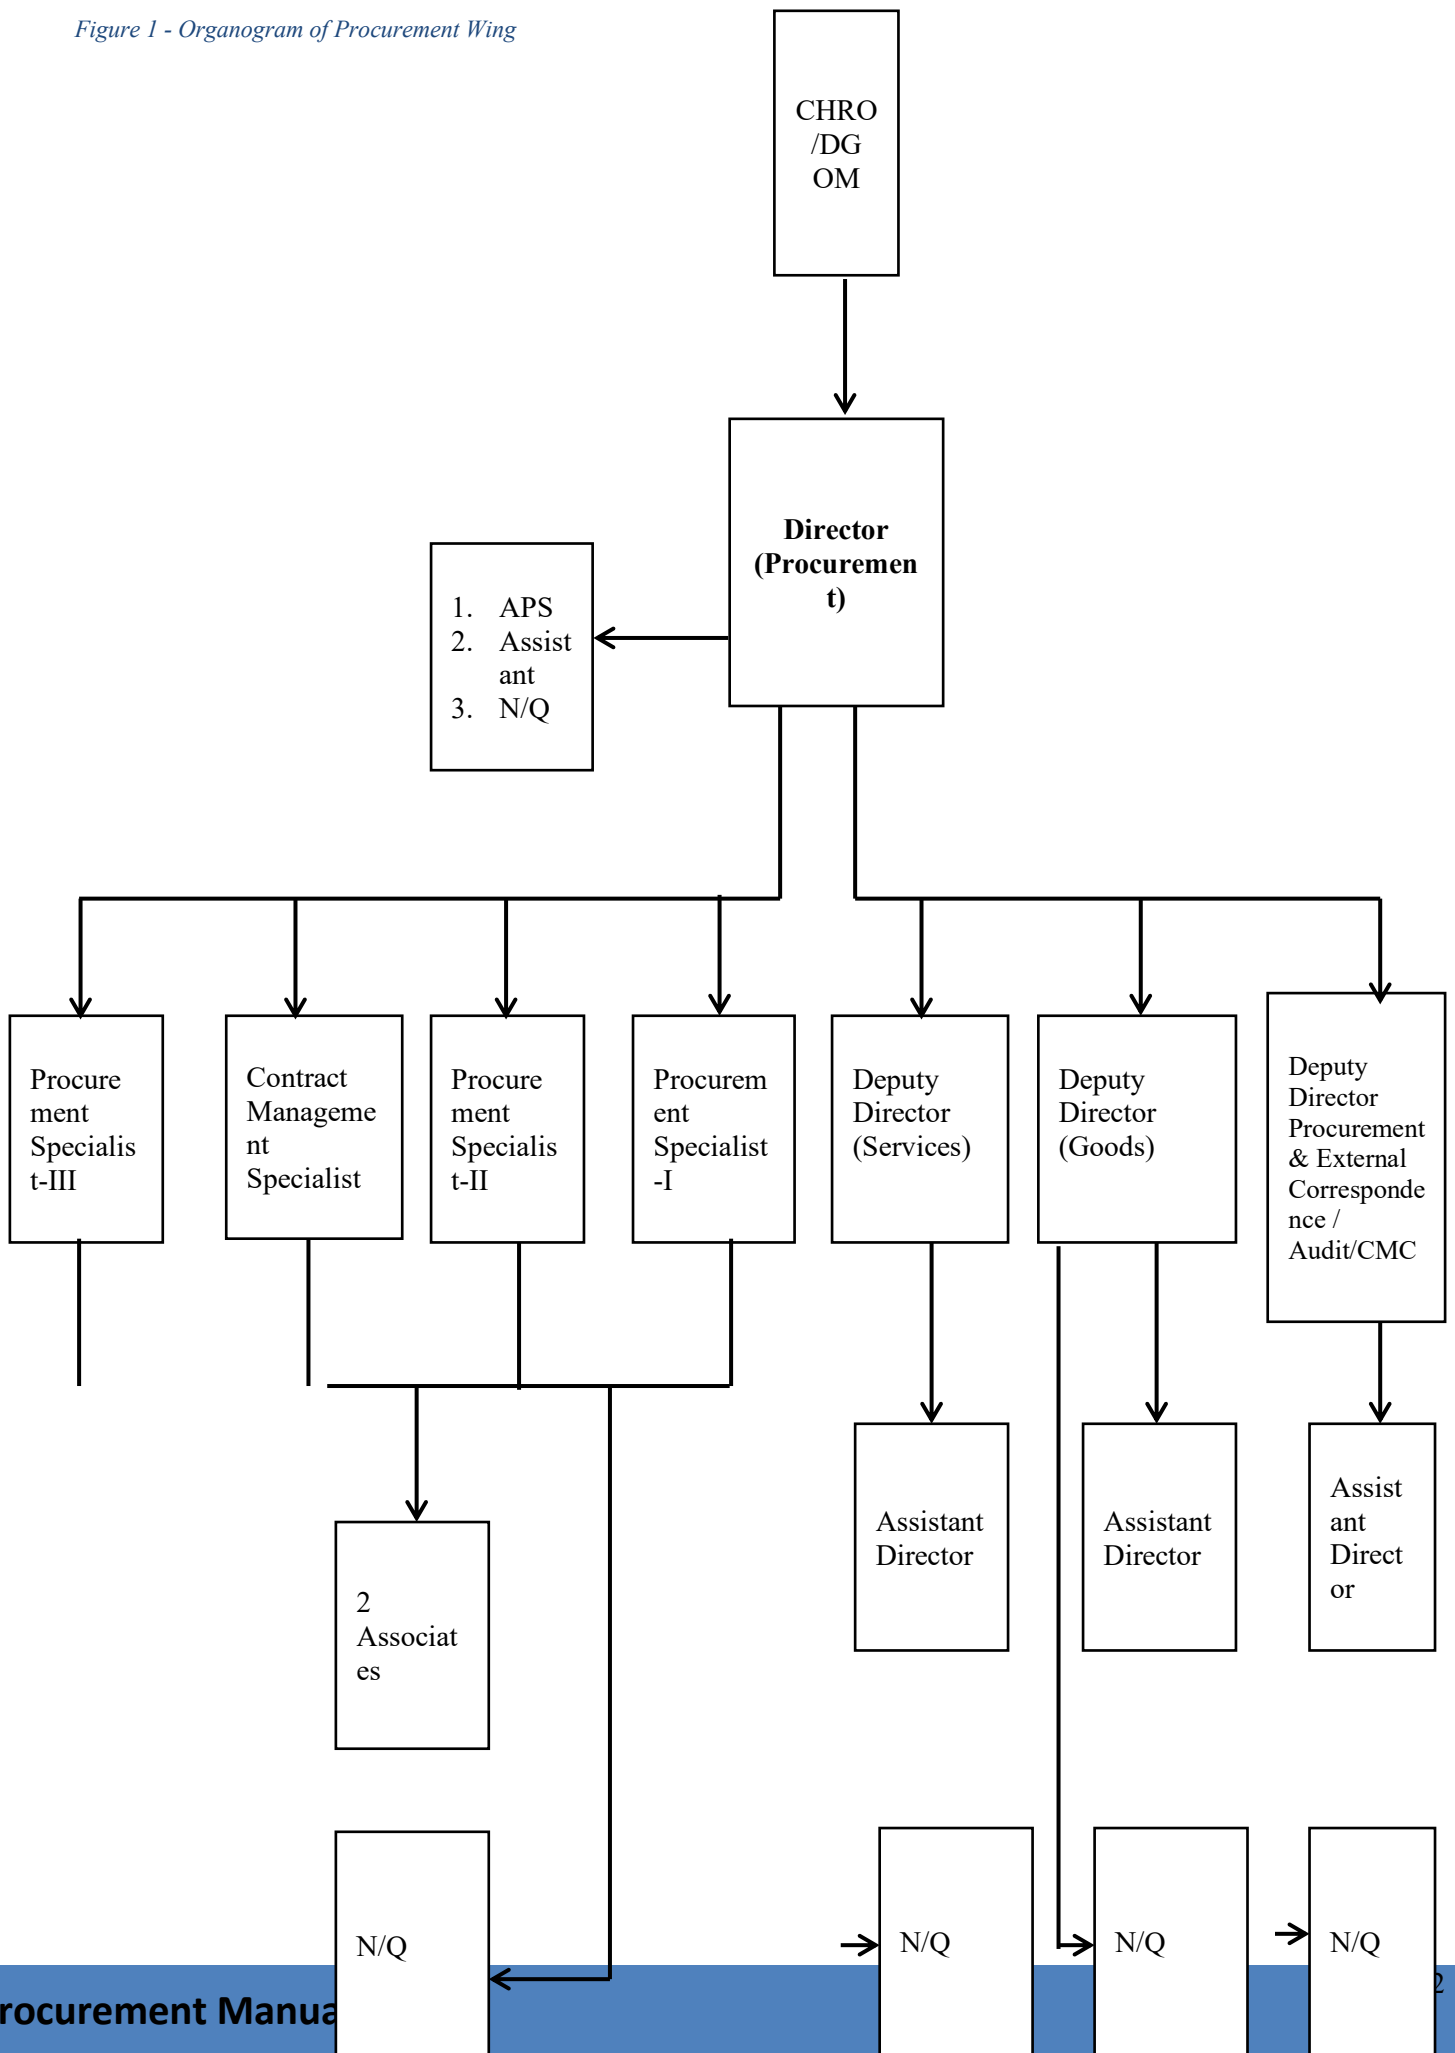 Figure 1 - Organogram of Procurement Wing
CHRO
/DG
OM
Director
(Procuremen
t)
1. APS
2. Assist
ant
3. N/Q
Procure
ment
Specialis
t-III
Contract
Manageme
nt
Specialist
Procure
ment
Specialis
t-II
Procurem
ent
Specialist
-I
Deputy
Director
(Services)
Deputy
Director
(Goods)
Deputy
Director
Procurement
& External
Corresponde
nce /
Audit/CMC
Assistant
Director
Assistant
Director
Assist
ant
Direct
or
2
Associat
es
N/Q
N/Q
N/Q
N/Q
rocurement Manua
2